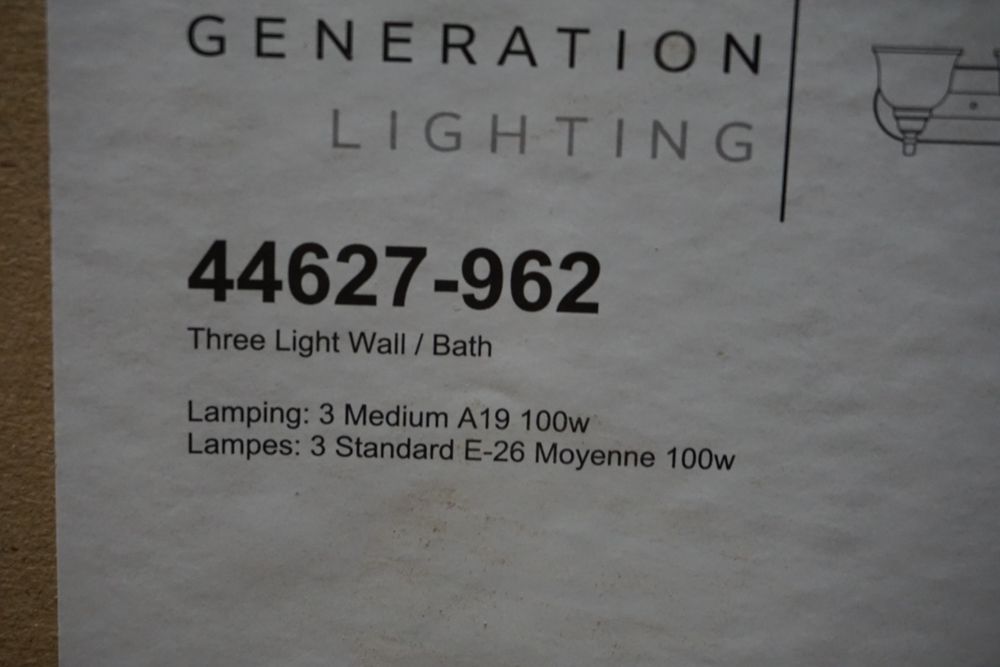 GENERATION
LIGHTING
44627-962
Three Light Wall / Bath
Lamping: 3 Medium A19 100w
Lampes: 3 Standard E-26 Moyenne 100w